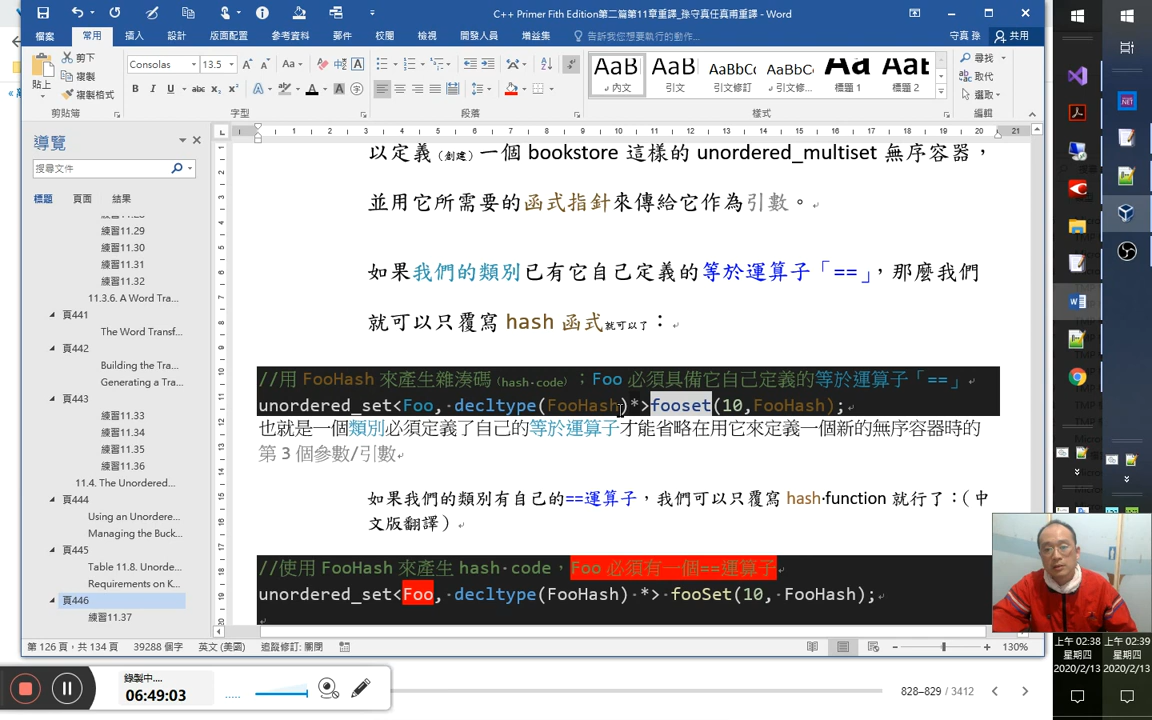 C++ Primer Fith Edition第二篇第11章重譯_孫守真任真甫重譯 - Word
檔案 常用 插入 設計 版面配置 參考資料 郵件 校閱 檢視 開發人員 增益集 告訴我您想要執行的動作... 守真 孫 共用
貼上 剪下 複製 複製格式
Consolas 13.5
AaB AaB AaBbCc AaBbC AaB AaB
內文 引文 引文修訂 引文修... 標題 1 標題 2
尋找 取代 選取
剪貼簿 字型 段落 樣式 編輯
導覽
搜尋文件
標題 頁面 結果
練習11.28
練習11.29
練習11.30
練習11.31
練習11.32
11.3.6. A Word Tra...
頁441
The Word Transf...
頁442
Building the Tra...
Generating a Tra...
頁443
練習11.33
練習11.34
練習11.35
練習11.36
11.4. The Unordered...
頁444
Using an Unordere...
Managing the Buck...
頁445
Table 11.8. Unorde...
Requirements on K...
頁446
練習11.37
以定義(創建)一個 bookstore 這樣的 unordered_multiset 無序容器，
並用它所需要的函式指針來傳給它作為引數。
如果我們的類別已有它自己定義的等於運算子「==」，那麼我們
就可以只覆寫 hash 函式就可以了：
//用 FooHash 來產生雜湊碼(hash-code)；Foo 必須具備它自己定義的等於運算子「==」
unordered_set<Foo, decltype(FooHash)*>fooset(10,FooHash);
也就是一個類別必須定義了自己的等於運算子才能省略在用它來定義一個新的無序容器時的
第 3 個參數/引數
如果我們的類別有自己的==運算子，我們可以只覆寫 hash·function 就行了：(中
文版翻譯)
//使用 FooHash 來產生 hash·code，Foo 必須有一個==運算子
unordered_set<Foo, decltype(FooHash) *> fooSet(10, FooHash);
第 126 頁，共 134 頁 39288 個字 英文 (美國) 追蹤修訂: 關閉 130%
錄製中...
06:49:03
828–829 / 3412
上午 02:38
星期四
2020/2/13
上午 02:39
星期四
2020/2/13